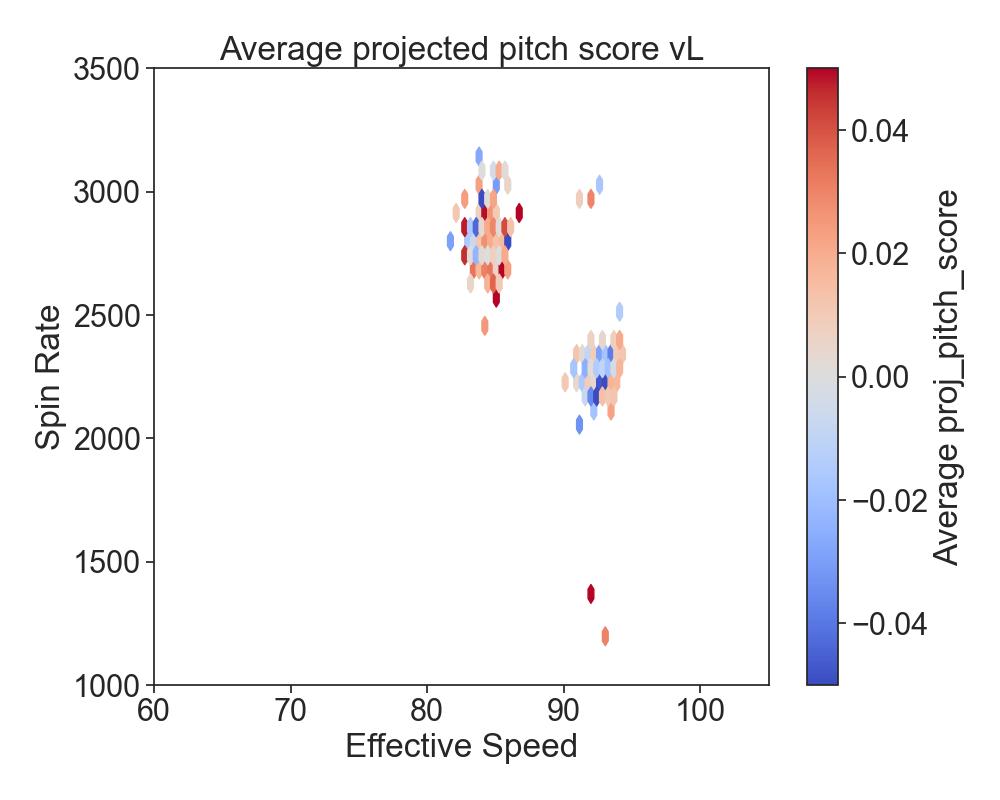 Average projected pitch score vL
3500
3000
2500
2000
1500
1000
Spin Rate
60 70 80 90 100
Effective Speed
0.04
0.02
0.00
−0.02
−0.04
Average proj_pitch_score